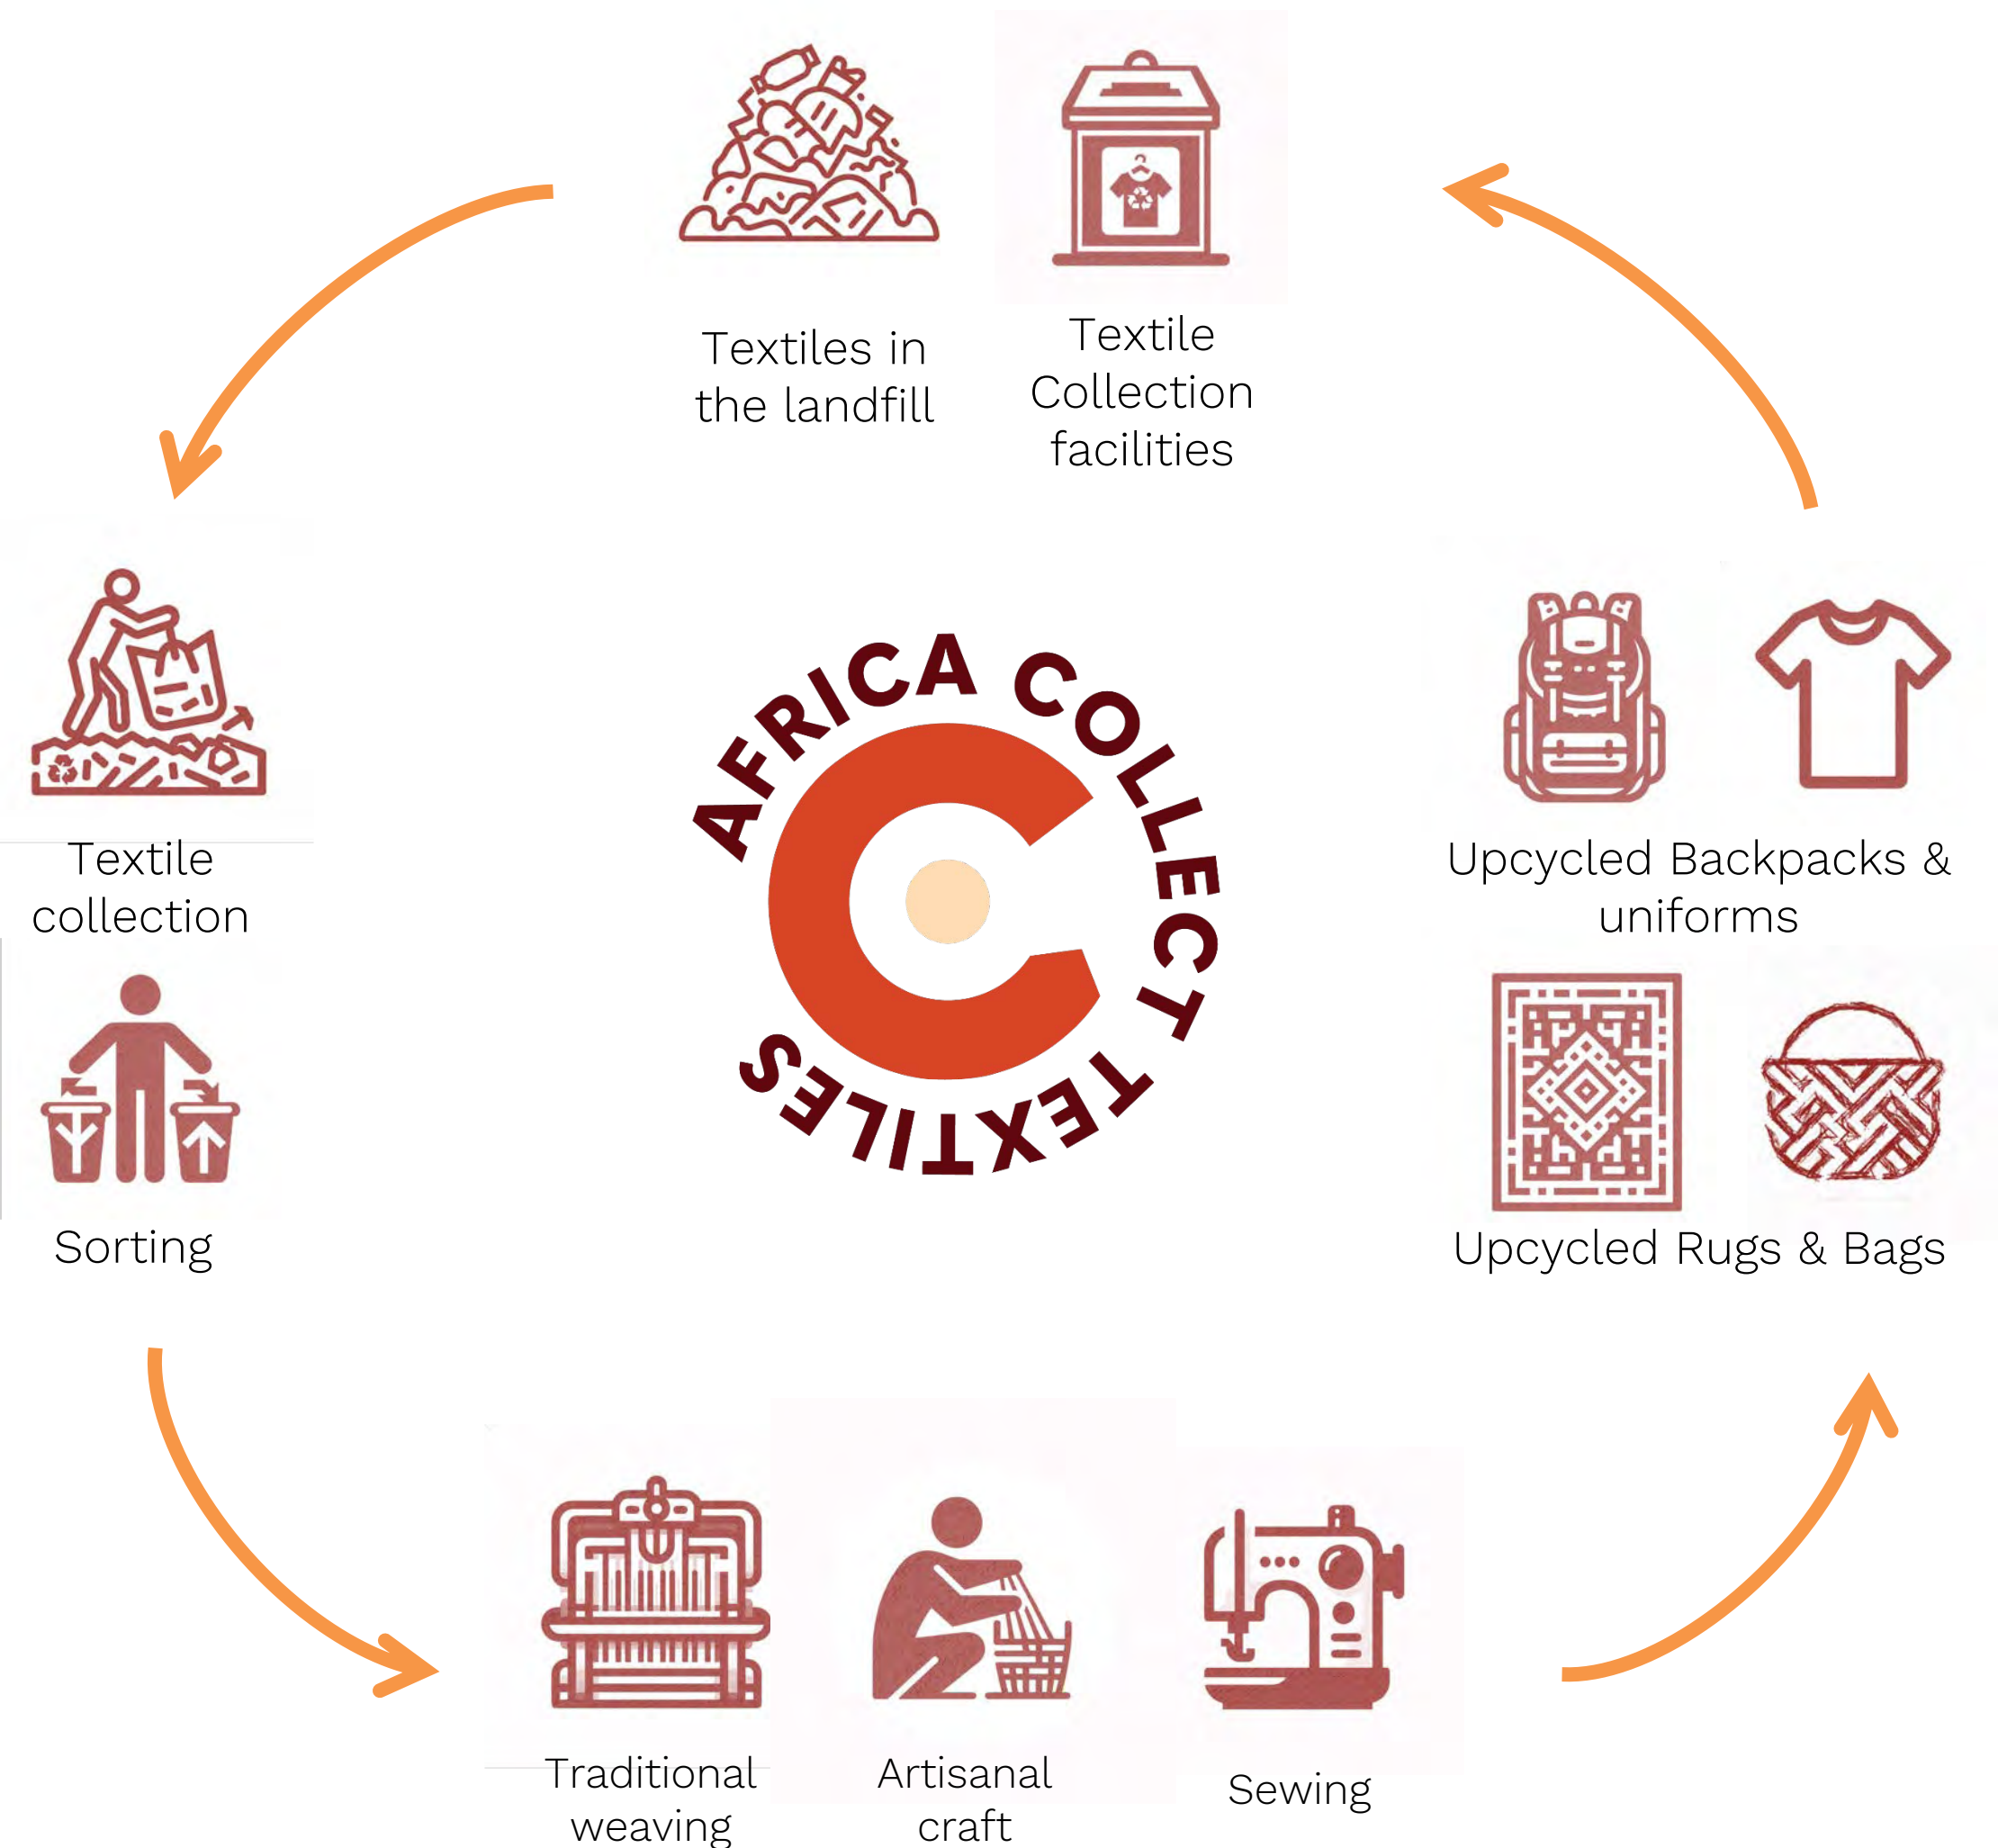 Textiles in
the landfill
Textile
Collection
facilities
Textile
collection
Sorting
AFRICA COLLECT TEXTILES
Upcycled Backpacks &
uniforms
Upcycled Rugs & Bags
Traditional
weaving
Artisanal
craft
Sewing